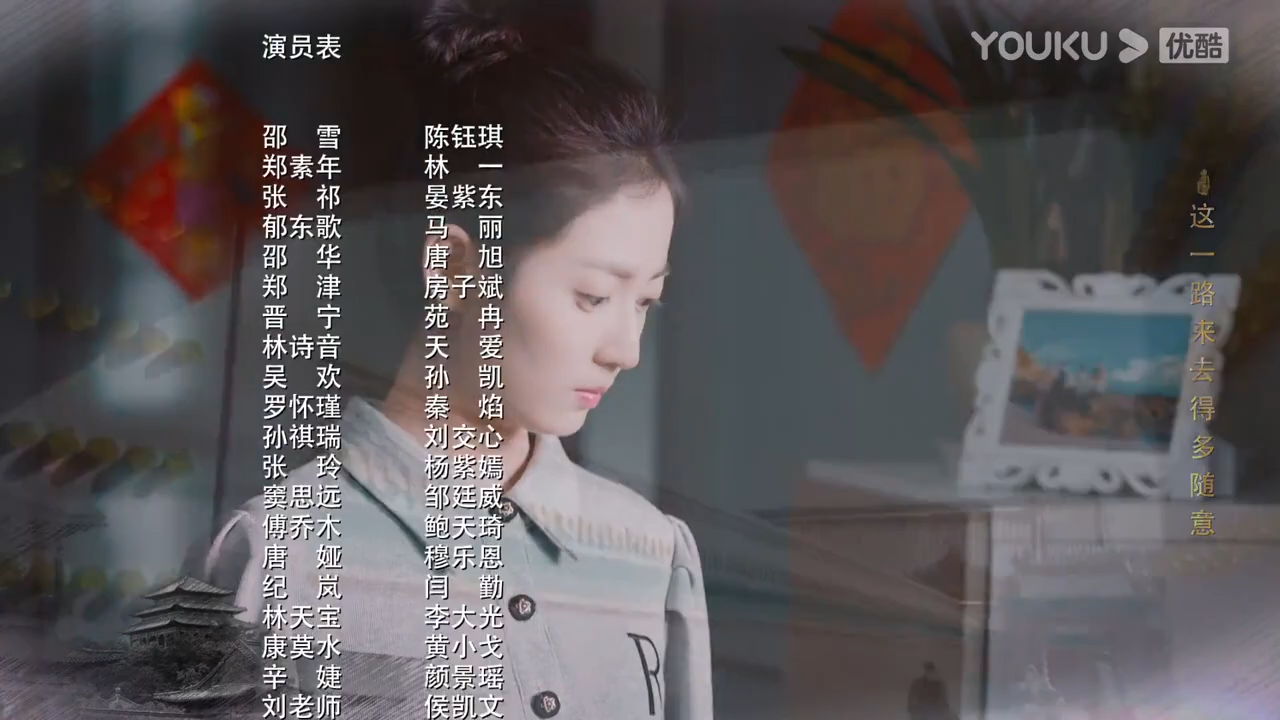 演员表
YOUKU 优酷
邵 雪 陈钰琪
郑素年 林 一
张 祁 晏紫东
郁东歌 马 丽
邵 华 唐 旭
郑 津 房子斌
晋 宁 苑 冉
林诗音 天 爱
吴 欢 孙 凯
罗怀瑾 秦 焰
孙祺瑞 刘交心
张 玲 杨紫嫣
窦思远 邹廷威
傅乔木 鲍天琦
唐 娅 穆乐恩
纪 岚 闫 勤
林天宝 李大光
康莫水 黄小戈
辛 婕 颜景瑶
刘老师 侯凯文
这一路来去得多随意
R